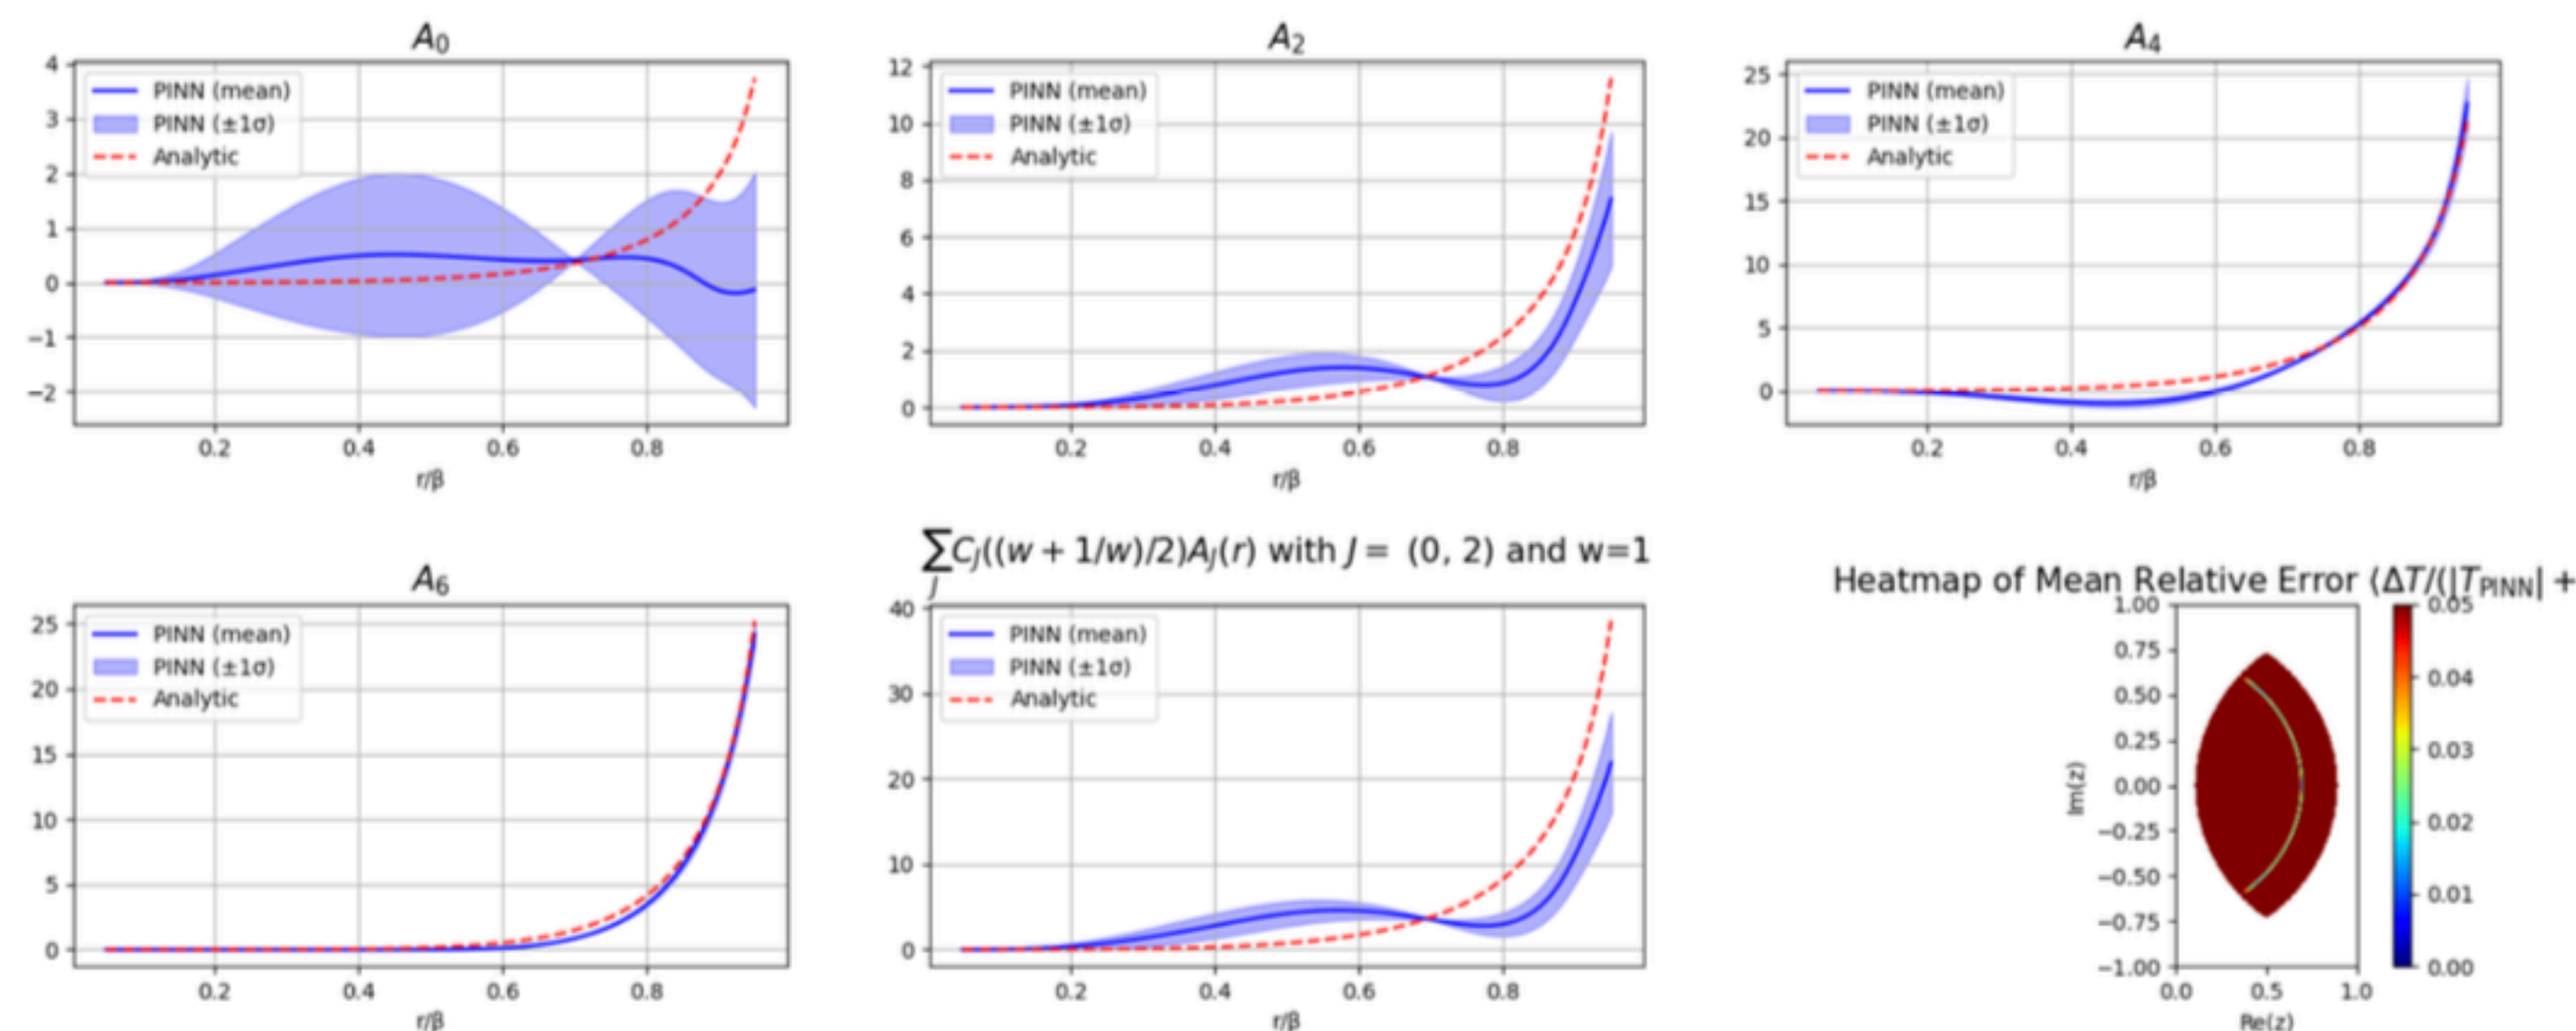 A₀
4
3
2
1
0
−1
−2
PINN (mean)
PINN (±1σ)
Analytic
0.2 0.4 0.6 0.8
r/β
A₂
12
10
8
6
4
2
0
PINN (mean)
PINN (±1σ)
Analytic
0.2 0.4 0.6 0.8
r/β
A₄
25
20
15
10
5
0
PINN (mean)
PINN (±1σ)
Analytic
0.2 0.4 0.6 0.8
r/β
A₆
25
20
15
10
5
0
PINN (mean)
PINN (±1σ)
Analytic
0.2 0.4 0.6 0.8
r/β
∑_J C_J((w + 1/w)/2)A_J(r) with J = (0, 2) and w=1
40
30
20
10
0
PINN (mean)
PINN (±1σ)
Analytic
0.2 0.4 0.6 0.8
r/β
Heatmap of Mean Relative Error ⟨ΔT/(|T_PINN| +
1.00
0.75
0.50
0.25
0.00
−0.25
−0.50
−0.75
−1.00
Im(z)
0.0 0.5 1.0
Re(z)
0.05
0.04
0.03
0.02
0.01
0.00